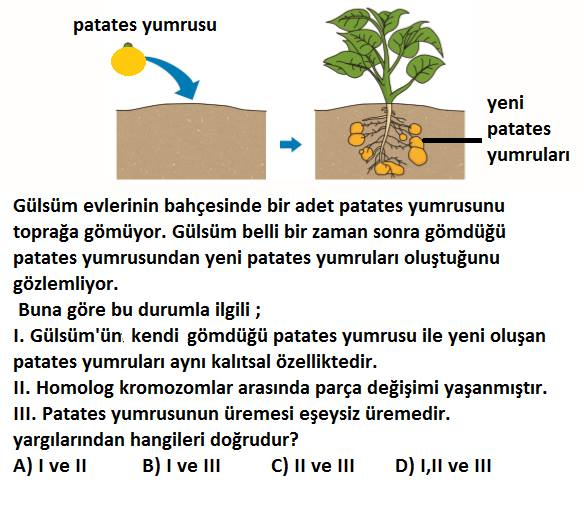 patates yumrusu
yeni
patates
yumruları
Gülsüm evlerinin bahçesinde bir adet patates yumrusunu
toprağa gömüyor. Gülsüm belli bir zaman sonra gömdüğü
patates yumrusundan yeni patates yumruları oluştuğunu
gözlemliyor.
Buna göre bu durumla ilgili ;
I. Gülsüm'ün kendi gömdüğü patates yumrusu ile yeni oluşan
patates yumruları aynı kalıtsal özelliktedir.
II. Homolog kromozomlar arasında parça değişimi yaşanmıştır.
III. Patates yumrusunun üremesi eşeysiz üremedir.
yargılarından hangileri doğrudur?
A) I ve II B) I ve III C) II ve III D) I,II ve III